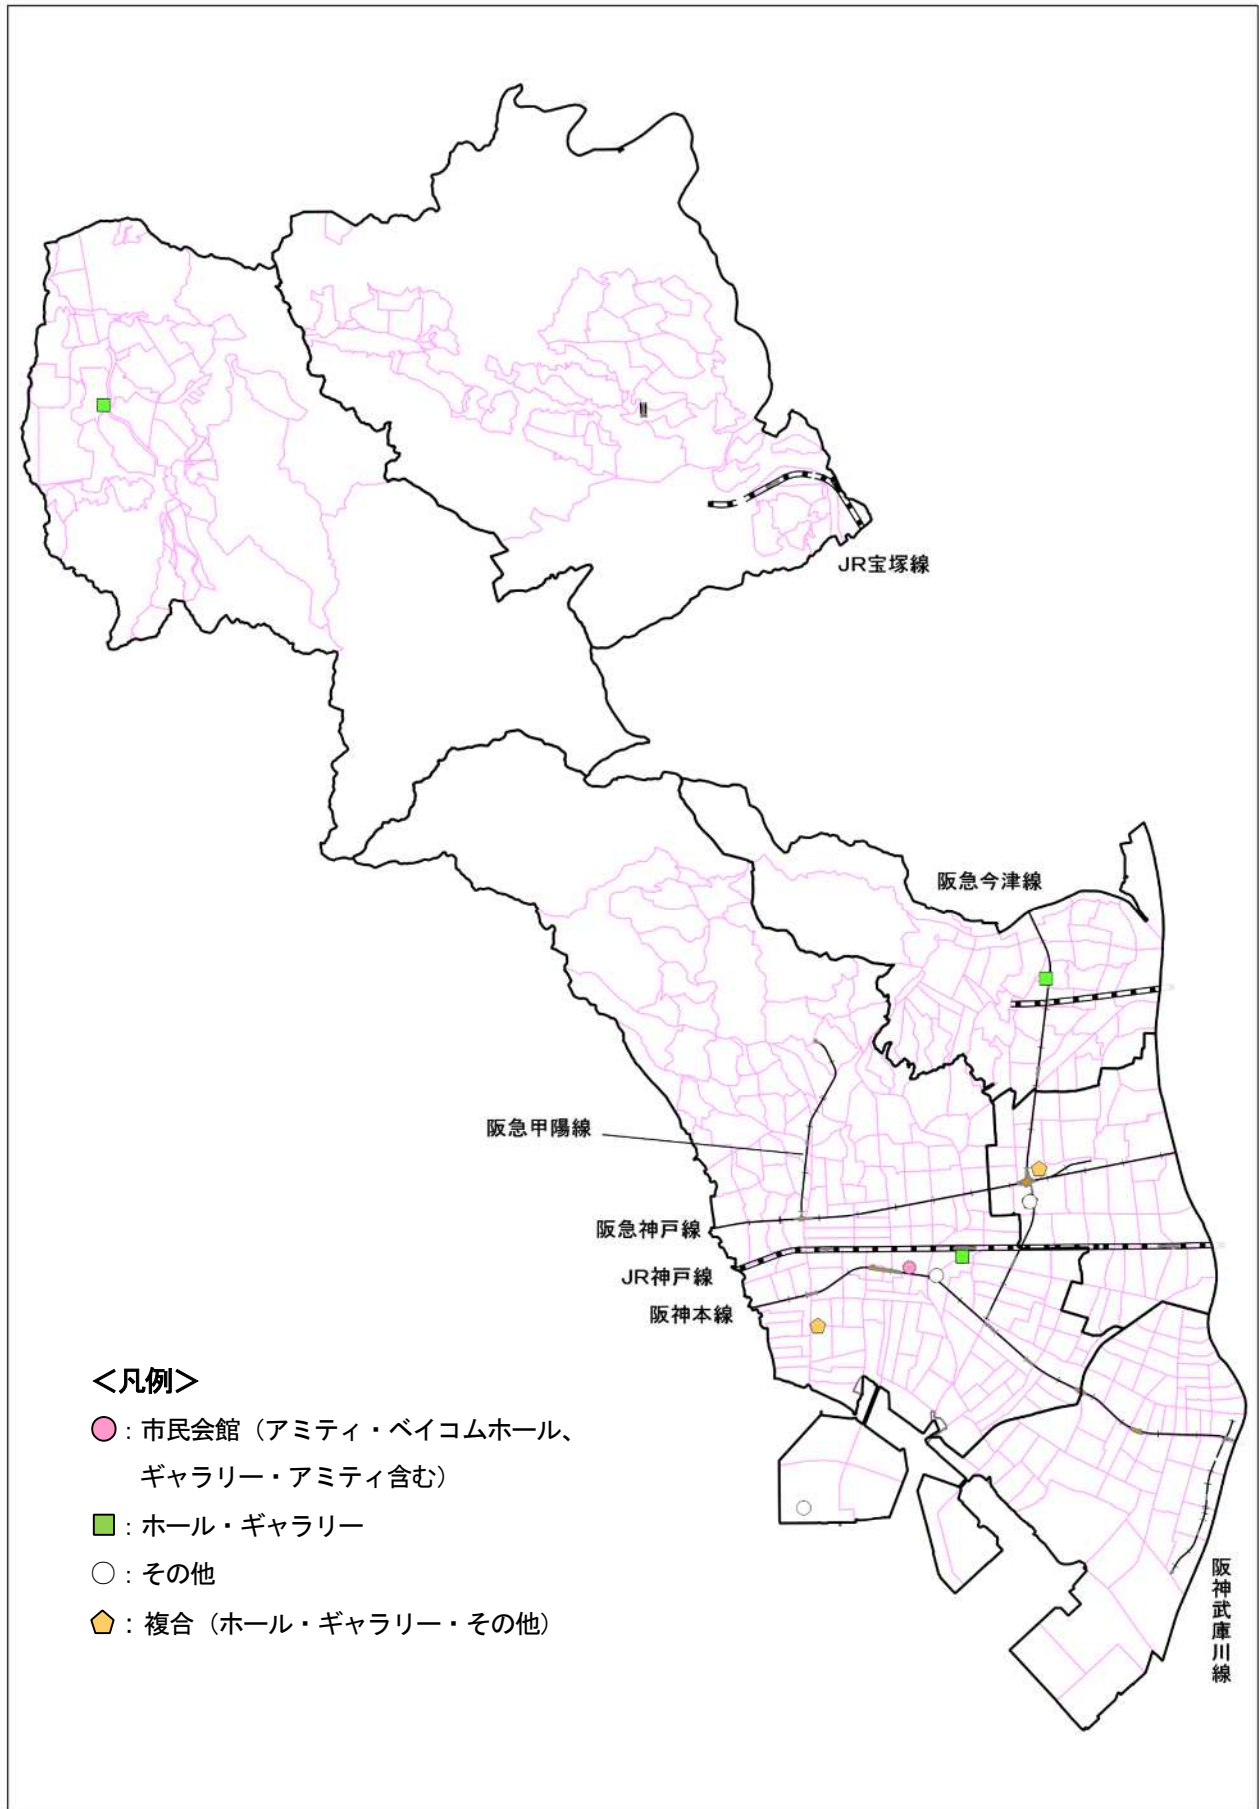 JR宝塚線
阪急今津線
阪急甲陽線
阪急神戸線
JR神戸線
阪神本線
＜凡例＞
：市民会館（アミティ・ベイコムホール、
ギャラリー・アミティ含む）
：ホール・ギャラリー
：その他
：複合（ホール・ギャラリー・その他）
阪神武庫川線